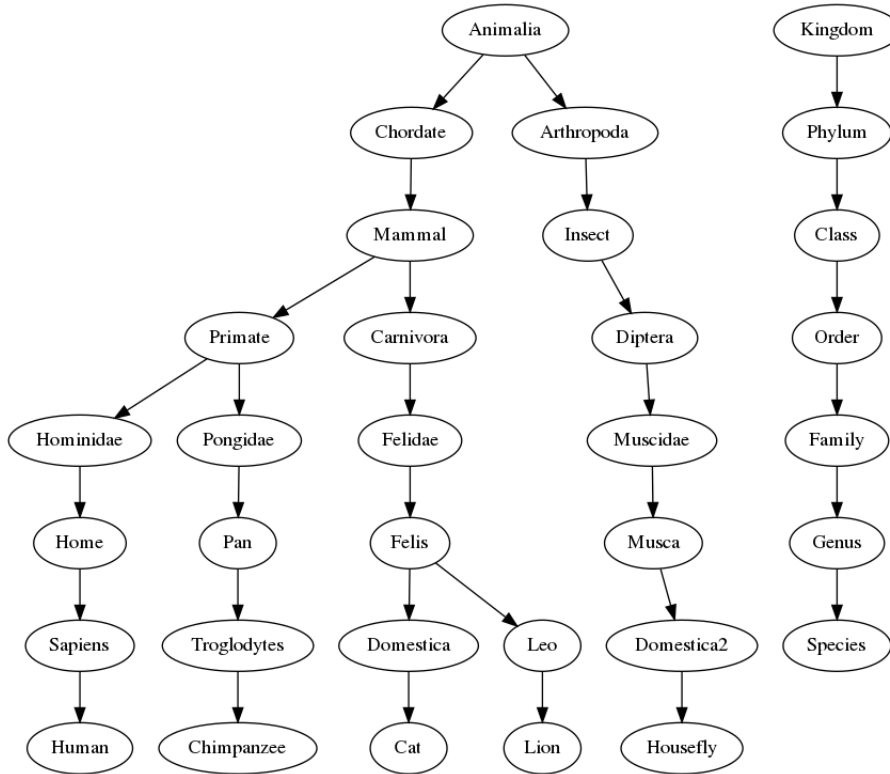 Animalia Kingdom
Chordate Arthropoda Phylum
Mammal Insect Class
Primate Carnivora Diptera Order
Hominidae Pongidae Felidae Muscidae Family
Home Pan Felis Musca Genus
Sapiens Troglodytes Domestica Leo Domestica2 Species
Human Chimpanzee Cat Lion Housefly